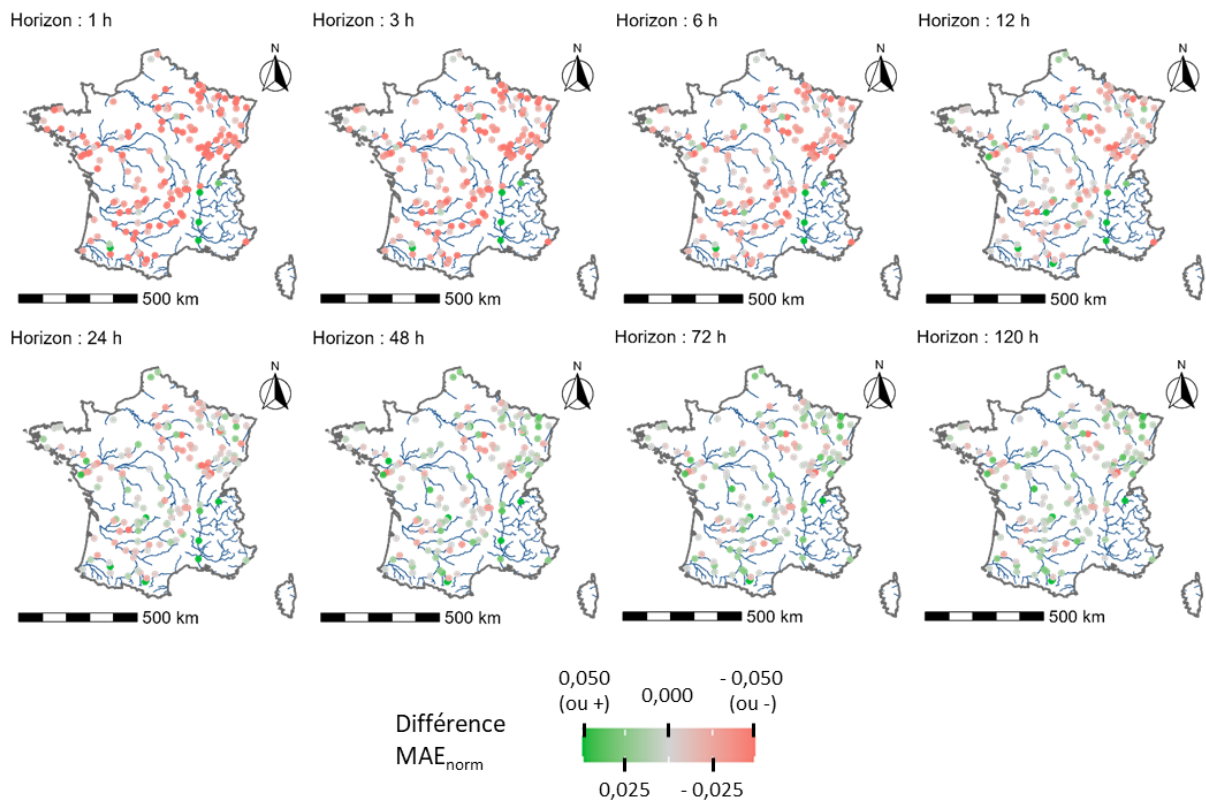 Horizon : 1 h
Horizon : 3 h
Horizon : 6 h
Horizon : 12 h
N
N
N
N
500 km
500 km
500 km
500 km
Horizon : 24 h
Horizon : 48 h
Horizon : 72 h
Horizon : 120 h
N
N
N
N
500 km
500 km
500 km
500 km
0,050 0,000 - 0,050
(ou +) (ou -)
Différence
MAEnorm
0,025 - 0,025